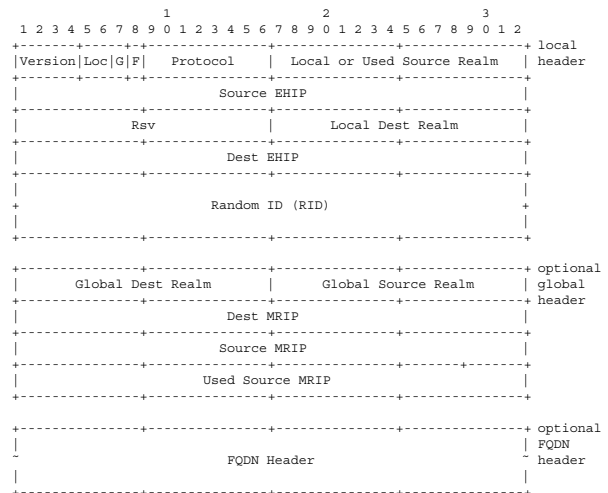 1 2 3
1 2 3 4 5 6 7 8 9 0 1 2 3 4 5 6 7 8 9 0 1 2 3 4 5 6 7 8 9 0 1 2
+-------+-------+---------------+---------------+---------------+ local
|Version|Loc|G|F| Protocol | Local or Used Source Realm | header
+---------------+---------------+---------------+---------------+
| Source EHIP |
+---------------+---------------+---------------+---------------+
| Rsv | Local Dest Realm |
+---------------+---------------+---------------+---------------+
| Dest EHIP |
+---------------+---------------+---------------+---------------+
| |
+ Random ID (RID) +
| |
+---------------+---------------+---------------+---------------+
+---------------+---------------+---------------+---------------+ optional
| Global Dest Realm | Global Source Realm | global
+---------------+---------------+---------------+---------------+ header
| Dest MRIP |
+---------------+---------------+---------------+---------------+
| Source MRIP |
+---------------+---------------+---------------+-------+-------+
| Used Source MRIP |
+---------------+---------------+---------------+---------------+
+---------------+---------------+---------------+---------------+ optional
| | FQDN
~ FQDN Header ~ header
| |
+---------------+---------------+---------------+---------------+